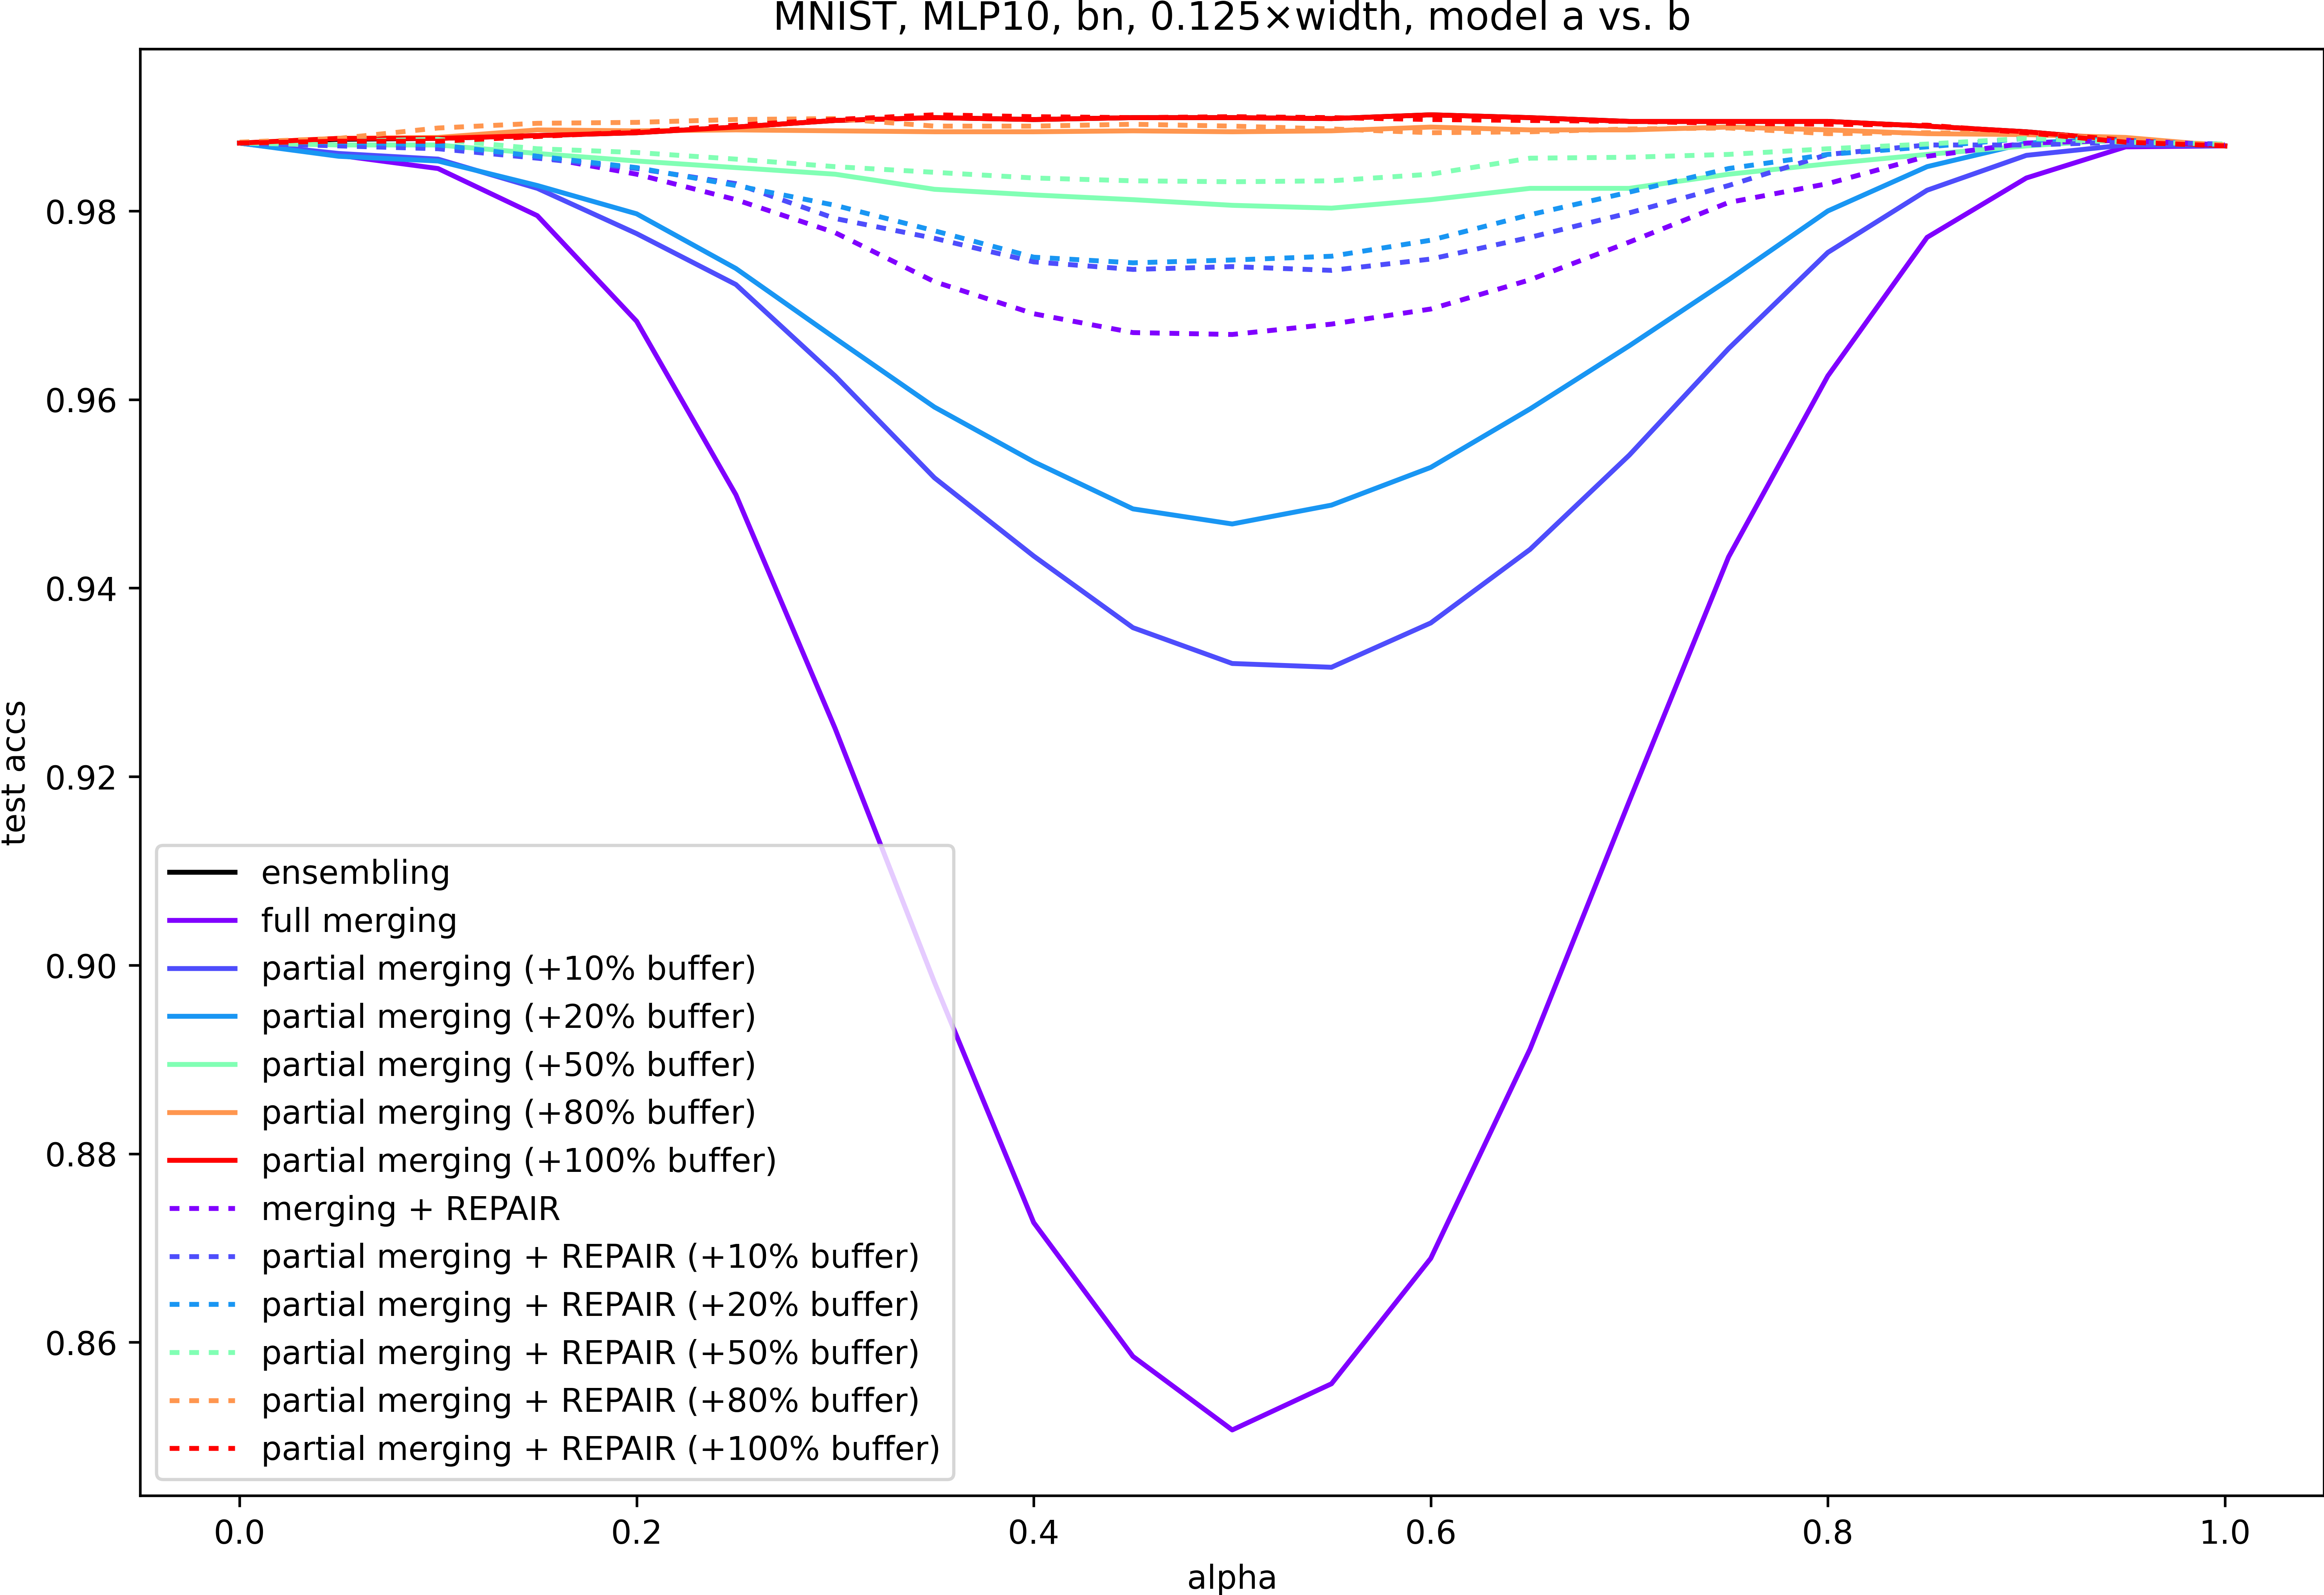 MNIST, MLP10, bn, 0.125×width, model a vs. b
test accs
0.98
0.96
0.94
0.92
0.90
0.88
0.86
ensembling
full merging
partial merging (+10% buffer)
partial merging (+20% buffer)
partial merging (+50% buffer)
partial merging (+80% buffer)
partial merging (+100% buffer)
merging + REPAIR
partial merging + REPAIR (+10% buffer)
partial merging + REPAIR (+20% buffer)
partial merging + REPAIR (+50% buffer)
partial merging + REPAIR (+80% buffer)
partial merging + REPAIR (+100% buffer)
0.0 0.2 0.4 0.6 0.8 1.0
alpha